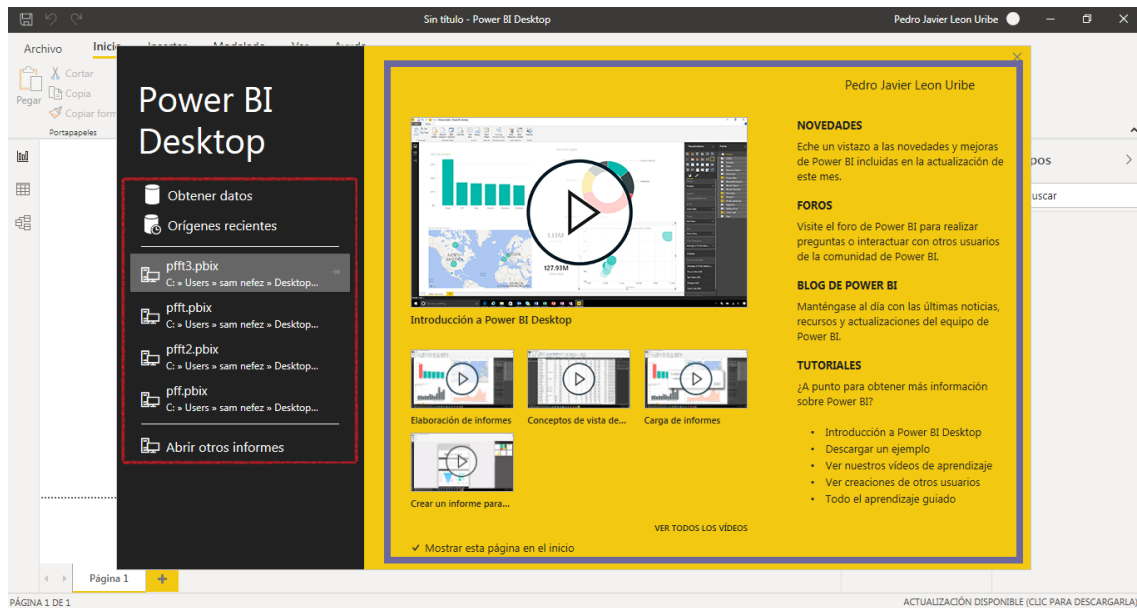 Sin título - Power BI Desktop
Pedro Javier Leon Uribe
Archivo
Inicio
Cortar
Copia
Pegar
Copiar form
Portapapeles
Power BI
Desktop
Obtener datos
Orígenes recientes
pfft3.pbix
C: » Users » sam nefez » Desktop...
pfft.pbix
C: » Users » sam nefez » Desktop...
pfft2.pbix
C: » Users » sam nefez » Desktop...
pff.pbix
C: » Users » sam nefez » Desktop...
Abrir otros informes
127.93M
Introducción a Power BI Desktop
Elaboración de informes
Conceptos de vista de...
Carga de informes
Crear un informe para...
VER TODOS LOS VÍDEOS
Mostrar esta página en el inicio
Pedro Javier Leon Uribe
NOVEDADES
Eche un vistazo a las novedades y mejoras
de Power BI incluidas en la actualización de
este mes.
FOROS
Visite el foro de Power BI para realizar
preguntas o interactuar con otros usuarios
de la comunidad de Power BI.
BLOG DE POWER BI
Manténgase al día con las últimas noticias,
recursos y actualizaciones del equipo de
Power BI.
TUTORIALES
¿A punto para obtener más información
sobre Power BI?
• Introducción a Power BI Desktop
• Descargar un ejemplo
• Ver nuestros vídeos de aprendizaje
• Ver creaciones de otros usuarios
• Todo el aprendizaje guiado
pos
uscar
Página 1
PÁGINA 1 DE 1
ACTUALIZACIÓN DISPONIBLE (CLIC PARA DESCARGARLA)